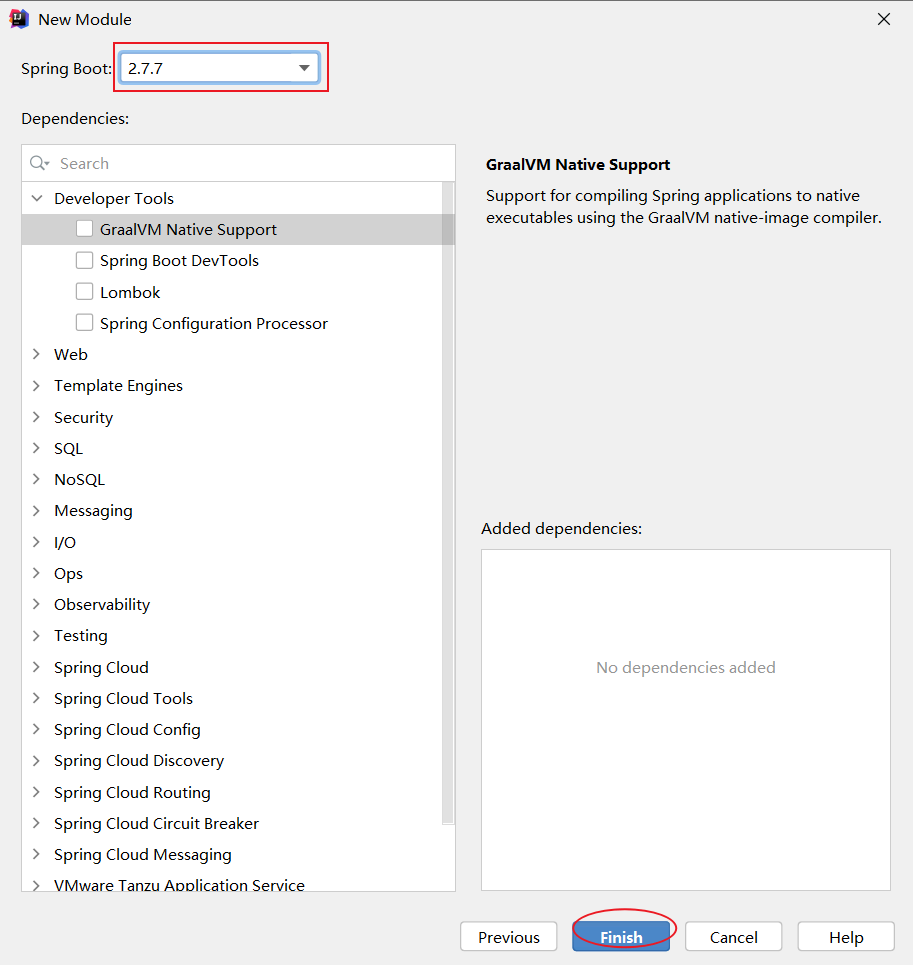 New Module
Spring Boot: 2.7.7
Dependencies:
Search
Developer Tools
GraalVM Native Support
Spring Boot DevTools
Lombok
Spring Configuration Processor
Web
Template Engines
Security
SQL
NoSQL
Messaging
I/O
Ops
Observability
Testing
Spring Cloud
Spring Cloud Tools
Spring Cloud Config
Spring Cloud Discovery
Spring Cloud Routing
Spring Cloud Circuit Breaker
Spring Cloud Messaging
VMware Tanzu Application Service
GraalVM Native Support
Support for compiling Spring applications to native
executables using the GraalVM native-image compiler.
Added dependencies:
No dependencies added
Previous Finish Cancel Help